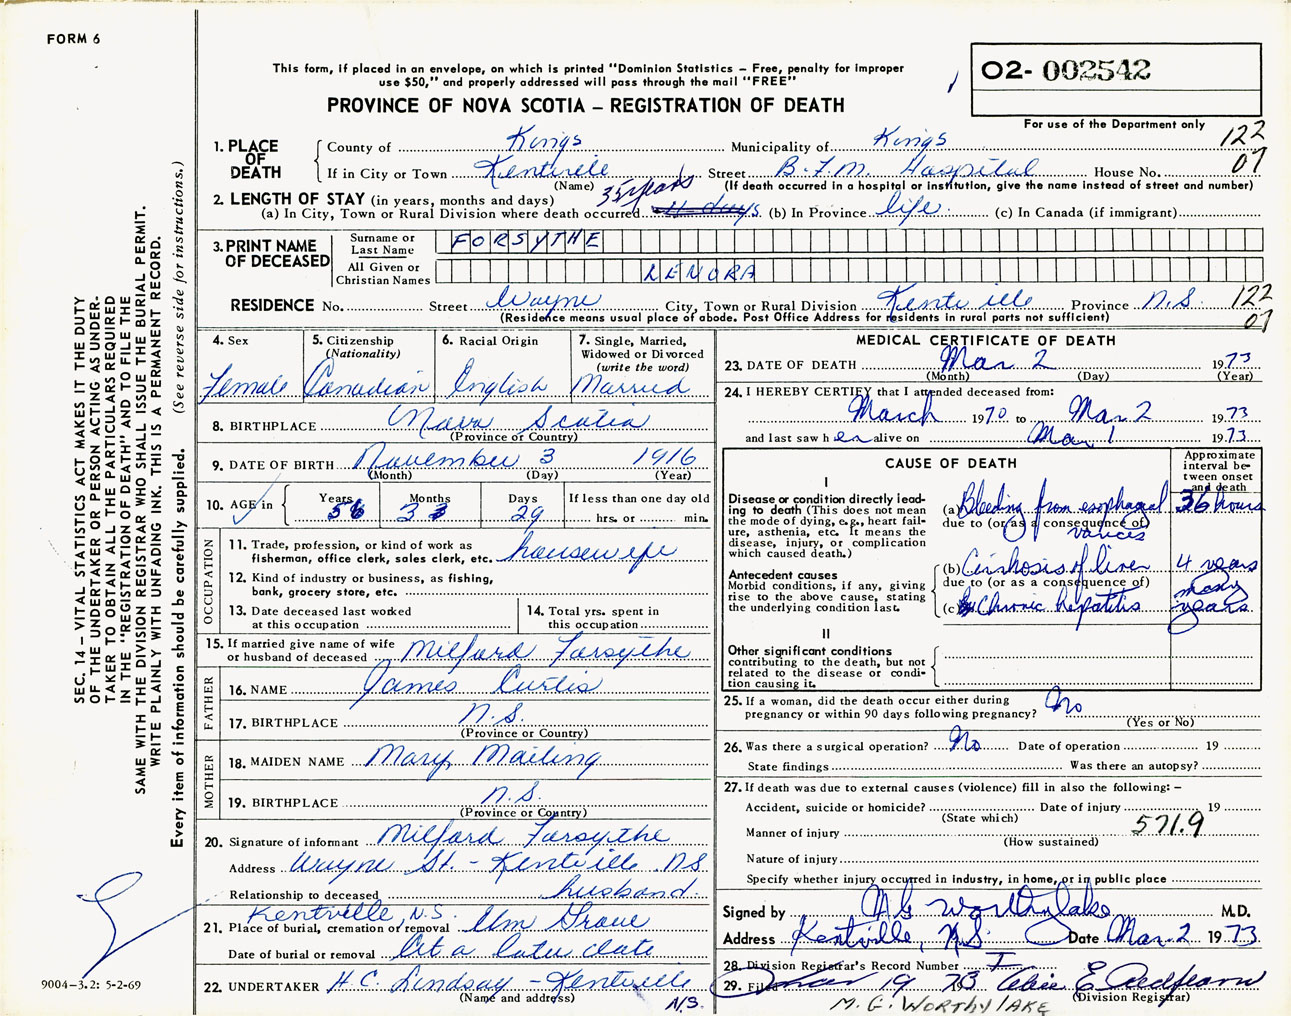 FORM 6
This form, if placed in an envelope, on which is printed "Dominion Statistics – Free, penalty for improper
use $50," and properly addressed will pass through the mail "FREE"
PROVINCE OF NOVA SCOTIA – REGISTRATION OF DEATH
02- 002542
For use of the Department only
122
07
1. PLACE OF DEATH
County of Kings Municipality of Kings
If in City or Town Kentville Street B.F.M. Hospital House No.
(Name) (If death occurred in a hospital or institution, give the name instead of street and number)
2. LENGTH OF STAY (in years, months and days)
35 years
(a) In City, Town or Rural Division where death occurred 11 days (b) In Province life (c) In Canada (if immigrant)
3. PRINT NAME OF DECEASED
Surname or Last Name FORSYTHE
All Given or Christian Names LENORA
RESIDENCE No. Street Wayne City, Town or Rural Division Kentville Province N.S. 122
(Residence means usual place of abode. Post Office Address for residents in rural parts not sufficient) 07
4. Sex
Female
5. Citizenship
(Nationality)
Canadian
6. Racial Origin
English
7. Single, Married,
Widowed or Divorced
(write the word)
Married
8. BIRTHPLACE Nova Scotia
(Province or Country)
9. DATE OF BIRTH November 3 1916
(Month) (Day) (Year)
10. AGE in
Years 56 Months 3 Days 29 If less than one day old
hrs. or min.
OCCUPATION
11. Trade, profession, or kind of work as
fisherman, office clerk, sales clerk, etc. housewife
12. Kind of industry or business, as fishing,
bank, grocery store, etc.
13. Date deceased last worked
at this occupation
14. Total yrs. spent in
this occupation
15. If married give name of wife
or husband of deceased Milford Forsythe
FATHER
16. NAME James Curtis
17. BIRTHPLACE N.S.
(Province or Country)
MOTHER
18. MAIDEN NAME Mary Mailing
19. BIRTHPLACE N.S.
(Province or Country)
20. Signature of informant Milford Forsythe
Address Wayne St. - Kentville NS
Relationship to deceased husband
Kentville, N.S.
21. Place of burial, cremation or removal Elm Grove
Date of burial or removal At a later date
22. UNDERTAKER H.C. Lindsay - Kentville
(Name and address) N.S.
MEDICAL CERTIFICATE OF DEATH
23. DATE OF DEATH Mar 2 1973
(Month) (Day) (Year)
24. I HEREBY CERTIFY that I attended deceased from:
March 1970 to Mar 2 1973
and last saw her alive on Mar 1 1973
CAUSE OF DEATH
Approximate
interval be-
tween onset
and death
I
Disease or condition directly lead-
ing to death (This does not mean
the mode of dying, e.g., heart fail-
ure, asthenia, etc. It means the
disease, injury, or complication
which caused death.)
(a) Bleeding from esophageal 36 hours
due to (or as a consequence of)
varices
Antecedent causes
Morbid conditions, if any, giving
rise to the above cause, stating
the underlying condition last.
(b) Cirrhosis of liver 4 years
due to (or as a consequence of)
(c) Chronic hepatitis many years
II
Other significant conditions
contributing to the death, but not
related to the disease or condi-
tion causing it.
25. If a woman, did the death occur either during
pregnancy or within 90 days following pregnancy? No
(Yes or No)
26. Was there a surgical operation? No Date of operation 19
State findings Was there an autopsy?
27. If death was due to external causes (violence) fill in also the following: –
Accident, suicide or homicide? Date of injury 19
(State which)
571.9
Manner of injury
(How sustained)
Nature of injury
Specify whether injury occurred in industry, in home, or in public place
Signed by M G Worthylake M.D.
Address Kentville, N.S. Date Mar. 2 1973
28. Division Registrar's Record Number
29. Filed Mar 19 73
(Division Registrar)
M. G. WORTHYLAKE
SEC. 14 – VITAL STATISTICS ACT MAKES IT THE DUTY
OF THE UNDERTAKER OR PERSON ACTING AS UNDER-
TAKER TO OBTAIN ALL THE PARTICULARS REQUIRED
IN THE "REGISTRATION OF DEATH" AND TO FILE THE
SAME WITH THE DIVISION REGISTRAR WHO SHALL ISSUE THE BURIAL PERMIT.
WRITE PLAINLY WITH UNFADING INK. THIS IS A PERMANENT RECORD.
Every item of information should be carefully supplied. (See reverse side for instructions.)
9004-3.2: 5-2-69